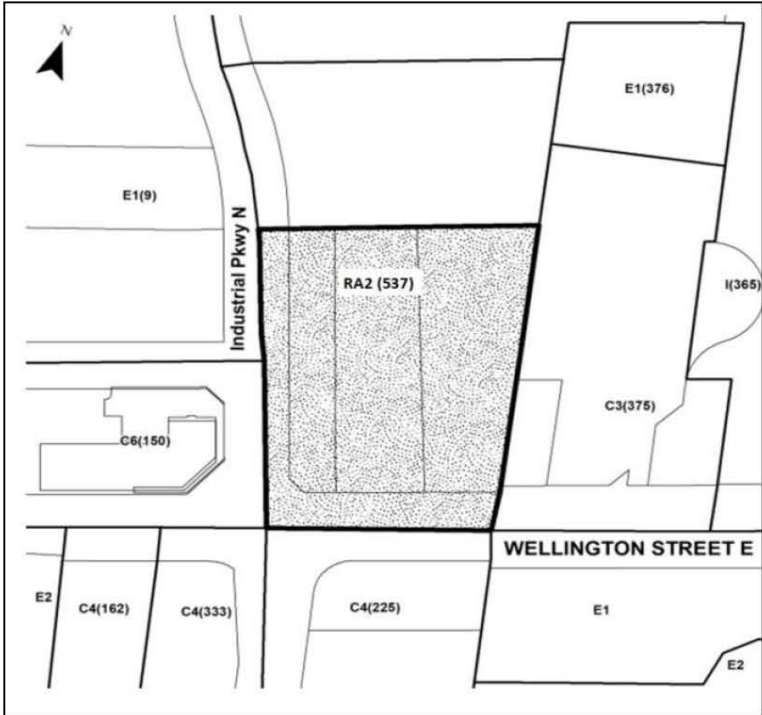 N
E1(376)
E1(9)
Industrial Pkwy N
RA2 (537)
I(365)
C3(375)
C6(150)
WELLINGTON STREET E
E2
C4(162)
C4(333)
C4(225)
E1
E2